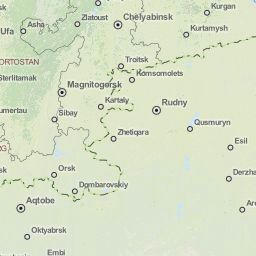 Kurgan
Zlatoust
Chelyabinsk
Asha
Ufa
Kurtamysh
Troitsk
ORTOSTAN
Komsomolets
Sterlitamak
Magnitogorsk
Kartaly
Rudny
umertau
Sibay
Qusmuryn
Zhetiqara
Esil
Orsk
Derzha
Dombarovskiy
Aqtobe
Oktyabrsk
Embi